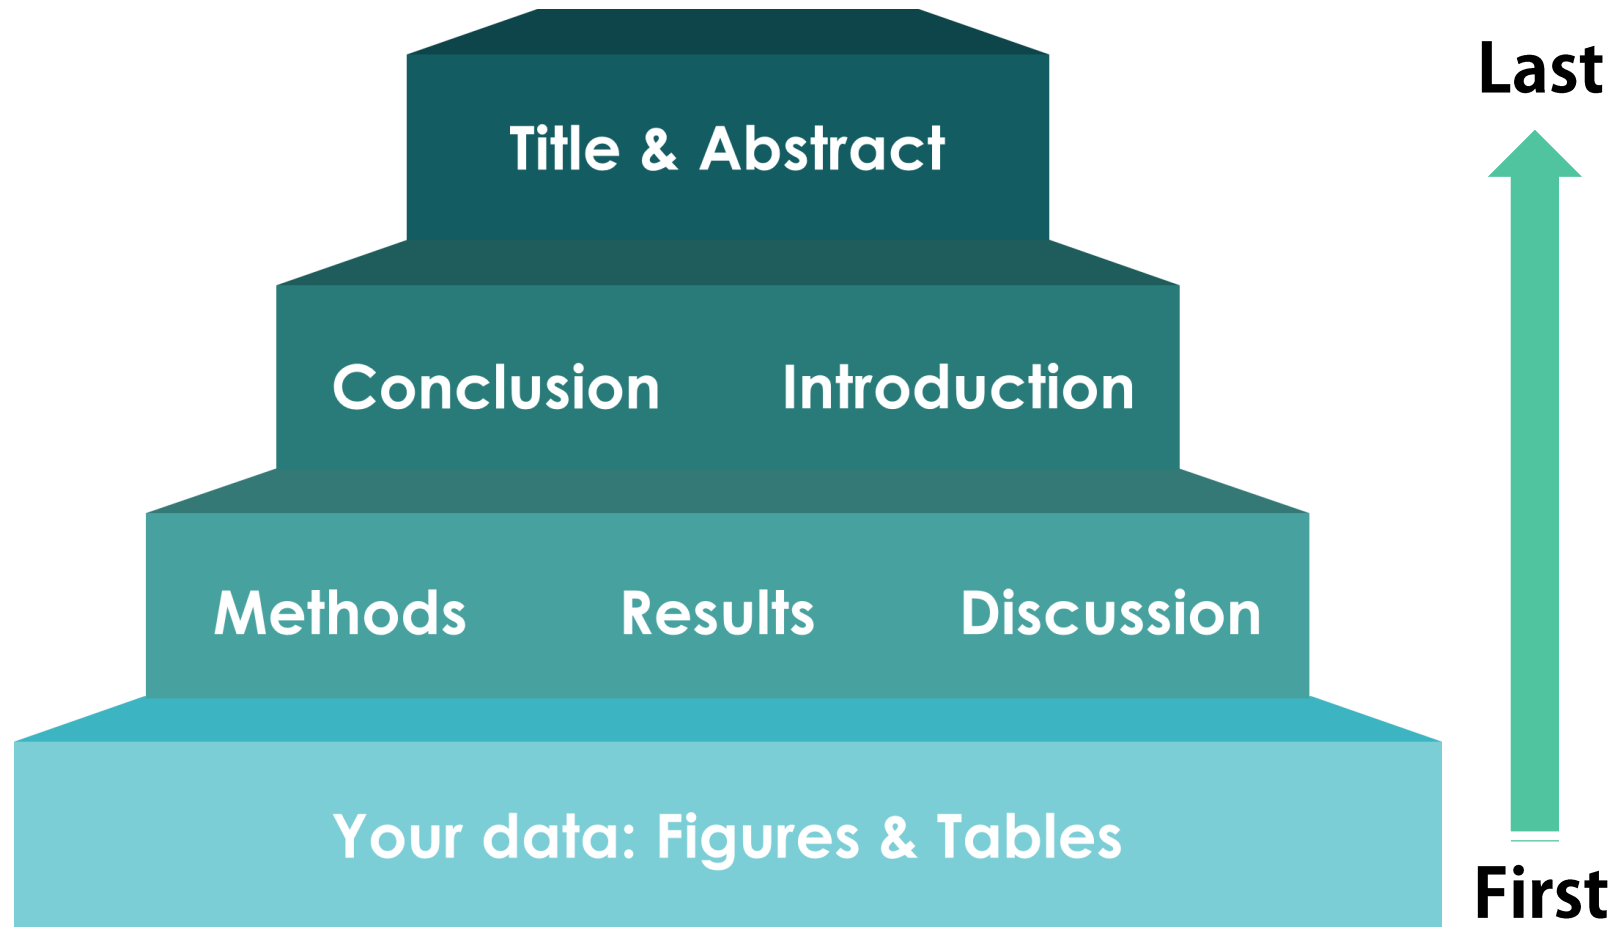 Last
Title & Abstract
Conclusion Introduction
Methods Results Discussion
Your data: Figures & Tables
First